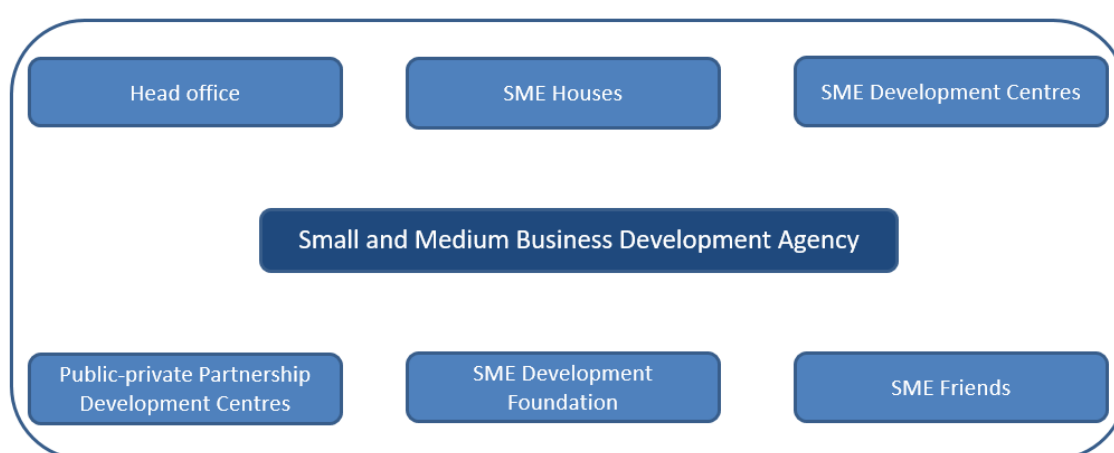 Head office
SME Houses
SME Development Centres
Small and Medium Business Development Agency
Public-private Partnership
Development Centres
SME Development
Foundation
SME Friends